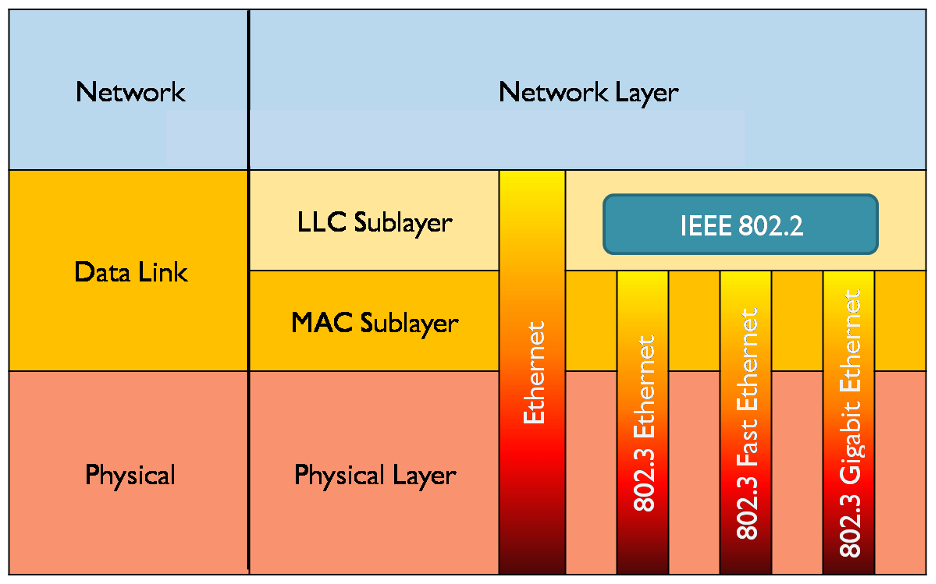 Network
Network Layer
LLC Sublayer
IEEE 802.2
Data Link
MAC Sublayer
Ethernet
802.3 Ethernet
802.3 Fast Ethernet
802.3 Gigabit Ethernet
Physical
Physical Layer